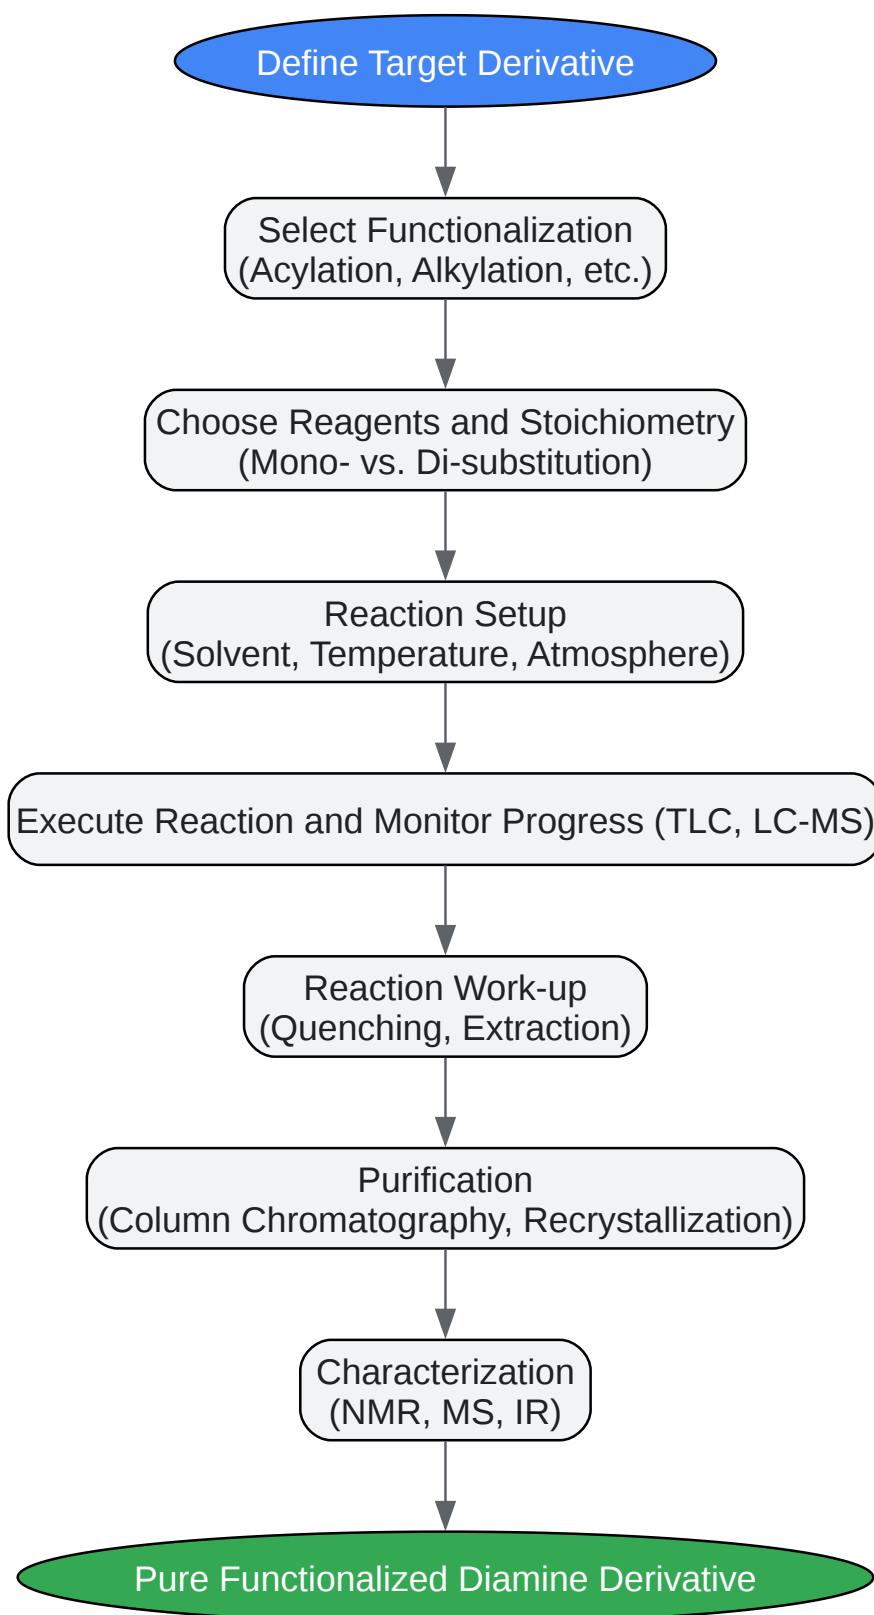 Define Target Derivative
Select Functionalization
(Acylation, Alkylation, etc.)
Choose Reagents and Stoichiometry
(Mono- vs. Di-substitution)
Reaction Setup
(Solvent, Temperature, Atmosphere)
Execute Reaction and Monitor Progress (TLC, LC-MS)
Reaction Work-up
(Quenching, Extraction)
Purification
(Column Chromatography, Recrystallization)
Characterization
(NMR, MS, IR)
Pure Functionalized Diamine Derivative